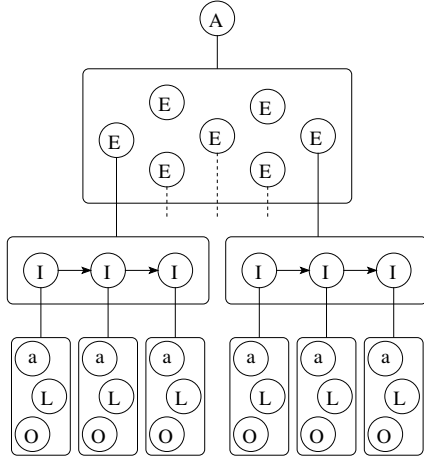 A
E E
E E E
E E
I I I I I I
a a a a a a
L L L L L L
O O O O O O